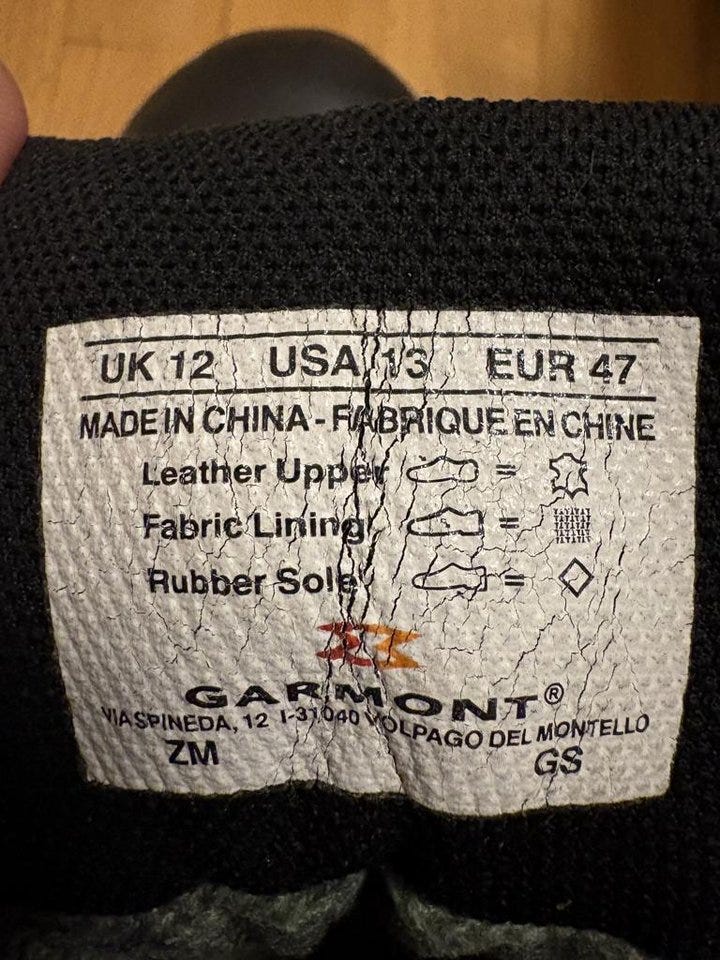 UK 12 USA 13 EUR 47
MADE IN CHINA - FABRIQUE EN CHINE
Leather Upper =
Fabric Lining =
Rubber Sole =
GARMONT®
VIA SPINEDA, 12 I-31040 VOLPAGO DEL MONTELLO
ZM GS